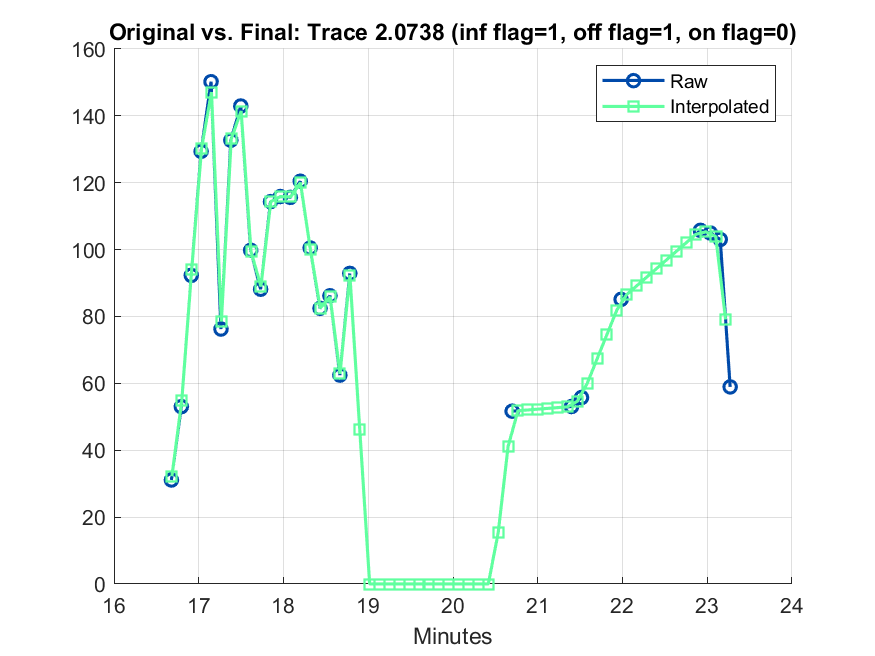 Original vs. Final: Trace 2.0738 (inf flag=1, off flag=1, on flag=0)
160
140
120
100
80
60
40
20
0
Raw
Interpolated
16 17 18 19 20 21 22 23 24
Minutes